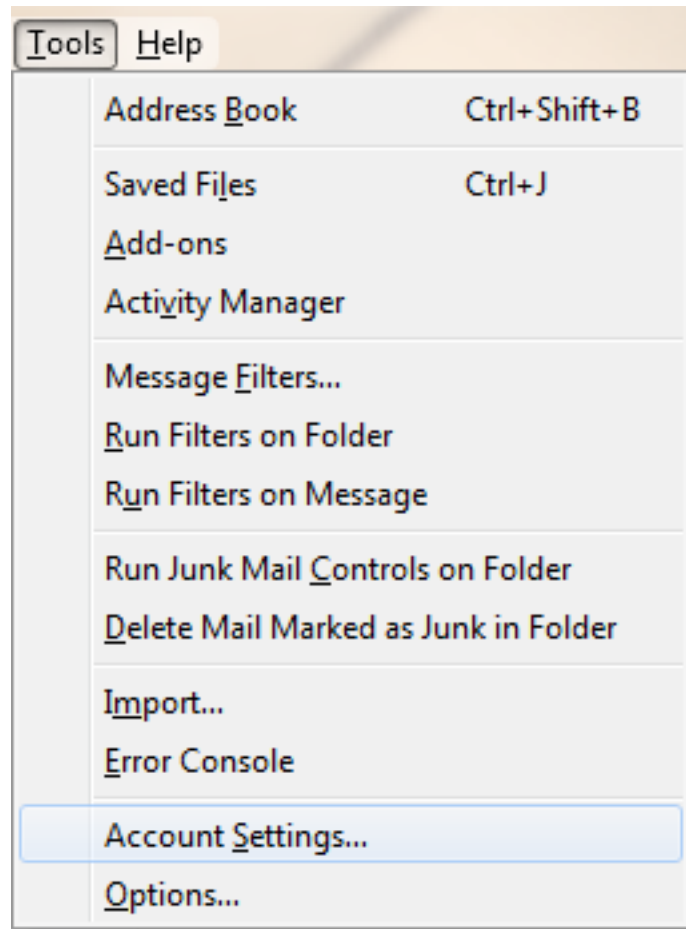 Tools Help
Address Book Ctrl+Shift+B
Saved Files Ctrl+J
Add-ons
Activity Manager
Message Filters...
Run Filters on Folder
Run Filters on Message
Run Junk Mail Controls on Folder
Delete Mail Marked as Junk in Folder
Import...
Error Console
Account Settings...
Options...